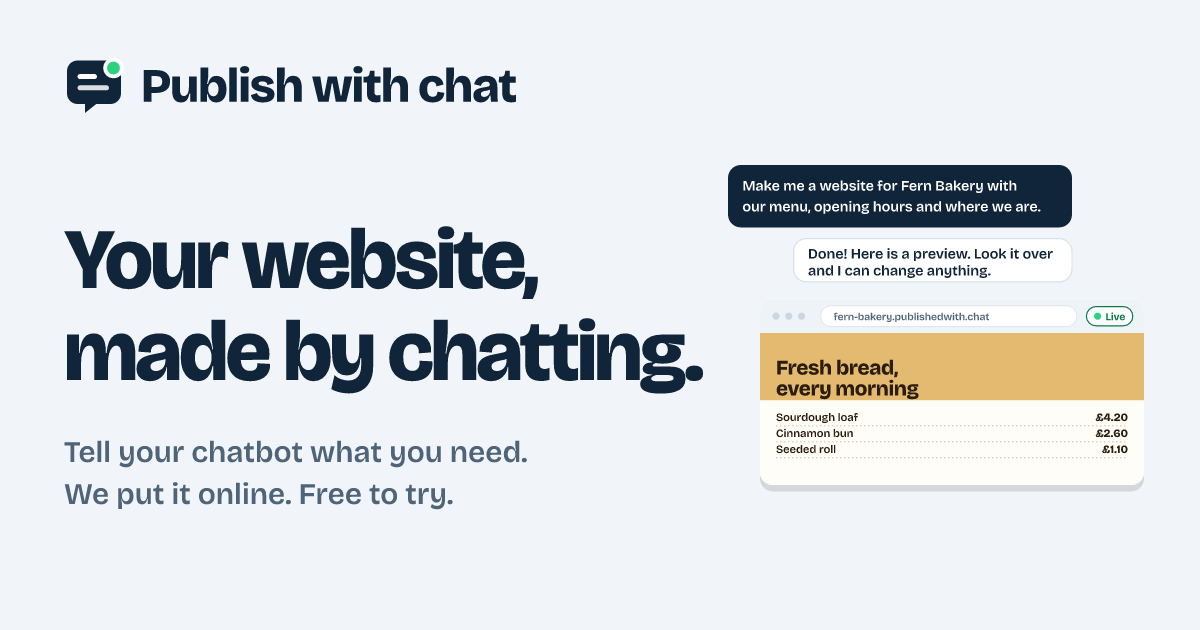 Publish with chat
Your website,
made by chatting.
Tell your chatbot what you need.
We put it online. Free to try.
Make me a website for Fern Bakery with
our menu, opening hours and where we are.
Done! Here is a preview. Look it over
and I can change anything.
fern-bakery.publishedwith.chat
Live
Fresh bread,
every morning
Sourdough loaf £4.20
Cinnamon bun £2.60
Seeded roll £1.10